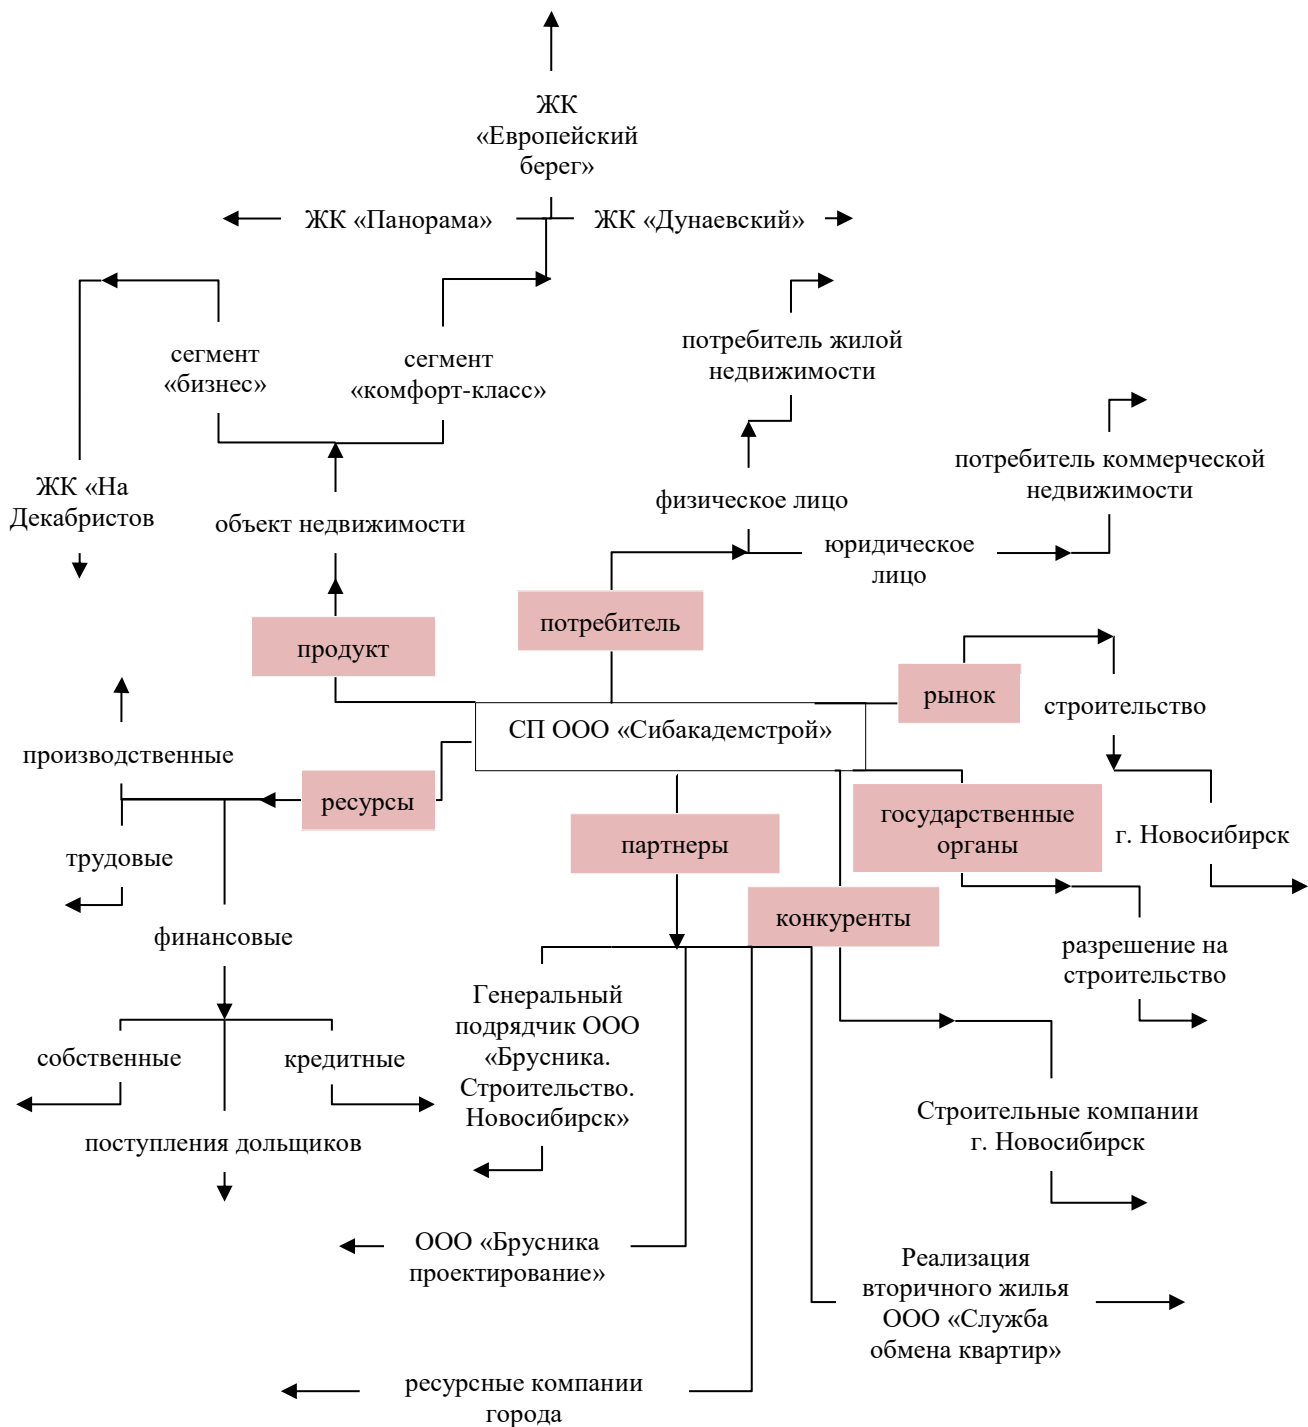 ЖК
«Европейский
берег»
ЖК «Панорама»
ЖК «Дунаевский»
сегмент
«бизнес»
сегмент
«комфорт-класс»
потребитель жилой
недвижимости
потребитель коммерческой
недвижимости
ЖК «На
Декабристов
объект недвижимости
физическое лицо
юридическое
лицо
продукт
потребитель
рынок
строительство
СП ООО «Сибакадемстрой»
производственные
ресурсы
трудовые
партнеры
государственные
органы
г. Новосибирск
конкуренты
финансовые
разрешение на
строительство
Генеральный
подрядчик ООО
«Брусника.
Строительство.
Новосибирск»
собственные
кредитные
поступления дольщиков
Строительные компании
г. Новосибирск
ООО «Брусника
проектирование»
Реализация
вторичного жилья
ООО «Служба
обмена квартир»
ресурсные компании
города